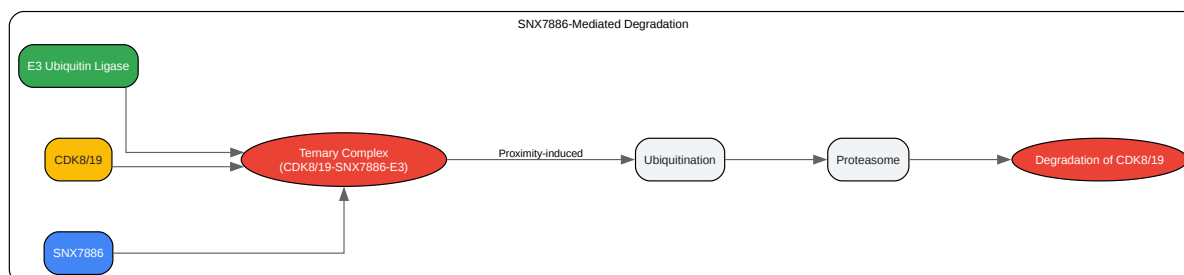 SNX7886-Mediated Degradation
E3 Ubiquitin Ligase
CDK8/19
SNX7886
Ternary Complex
(CDK8/19-SNX7886-E3)
Proximity-induced
Ubiquitination
Proteasome
Degradation of CDK8/19